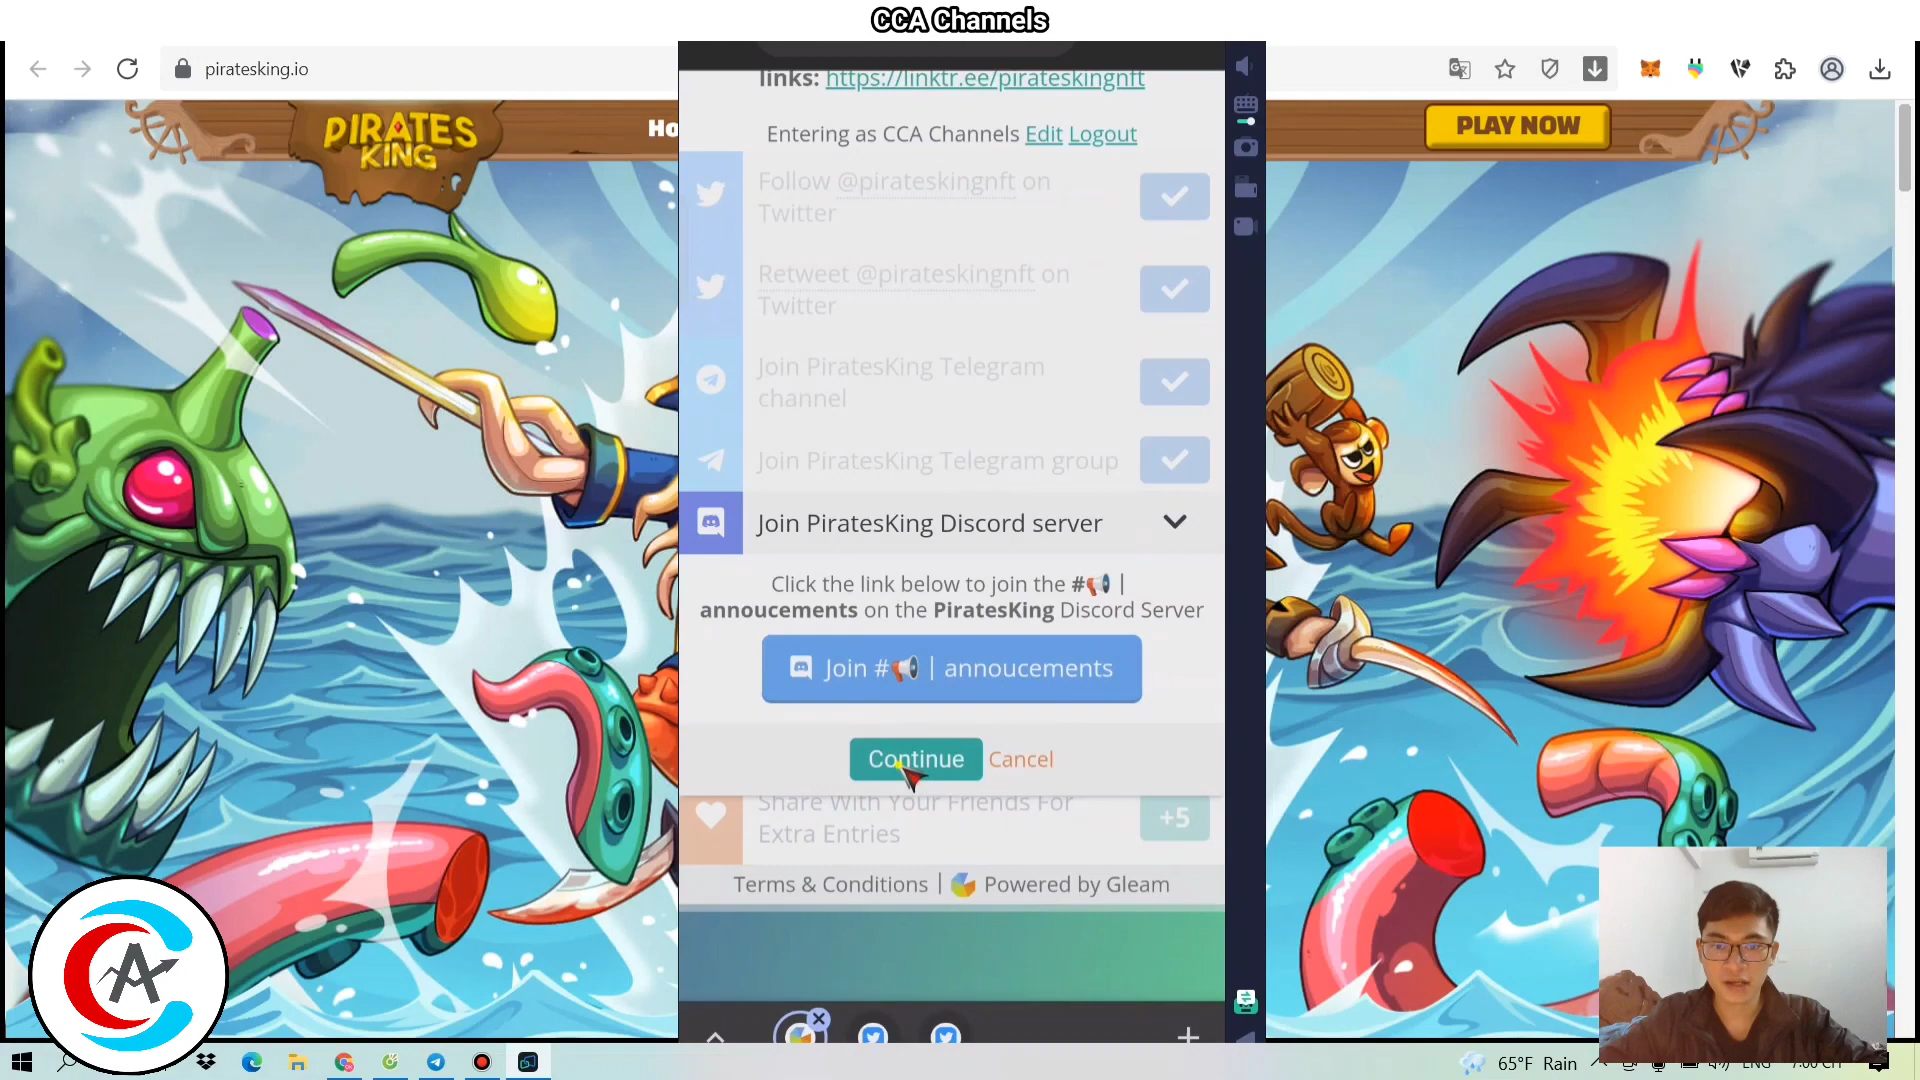 CCA Channels
piratesking.io
links: https://linktr.ee/pirateskingnft
PIRATES
KING
Ho
PLAY NOW
Entering as CCA Channels Edit Logout
Follow @pirateskingnft on
Twitter
Retweet @pirateskingnft on
Twitter
Join PiratesKing Telegram
channel
Join PiratesKing Telegram group
Join PiratesKing Discord server
Click the link below to join the #📢 |
annoucements on the PiratesKing Discord Server
Join #📢 | annoucements
Continue Cancel
Share With Your Friends For
Extra Entries
+5
Terms & Conditions | Powered by Gleam
CCA
65°F Rain
ENG